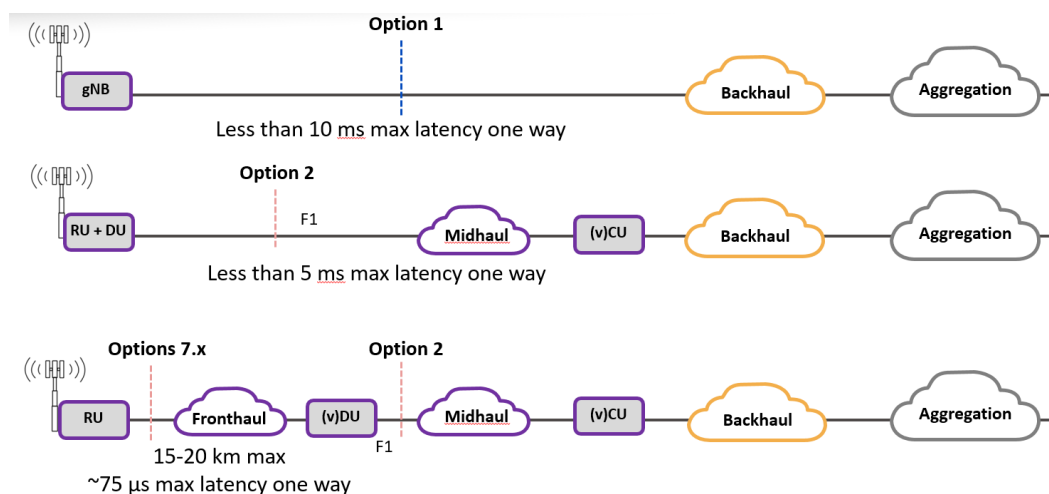 Option 1
gNB
Backhaul
Aggregation
Less than 10 ms max latency one way
Option 2
RU + DU
F1
Midhaul
(v)CU
Backhaul
Aggregation
Less than 5 ms max latency one way
Options 7.x
Option 2
RU
Fronthaul
(v)DU
F1
Midhaul
(v)CU
Backhaul
Aggregation
15-20 km max
~75 μs max latency one way